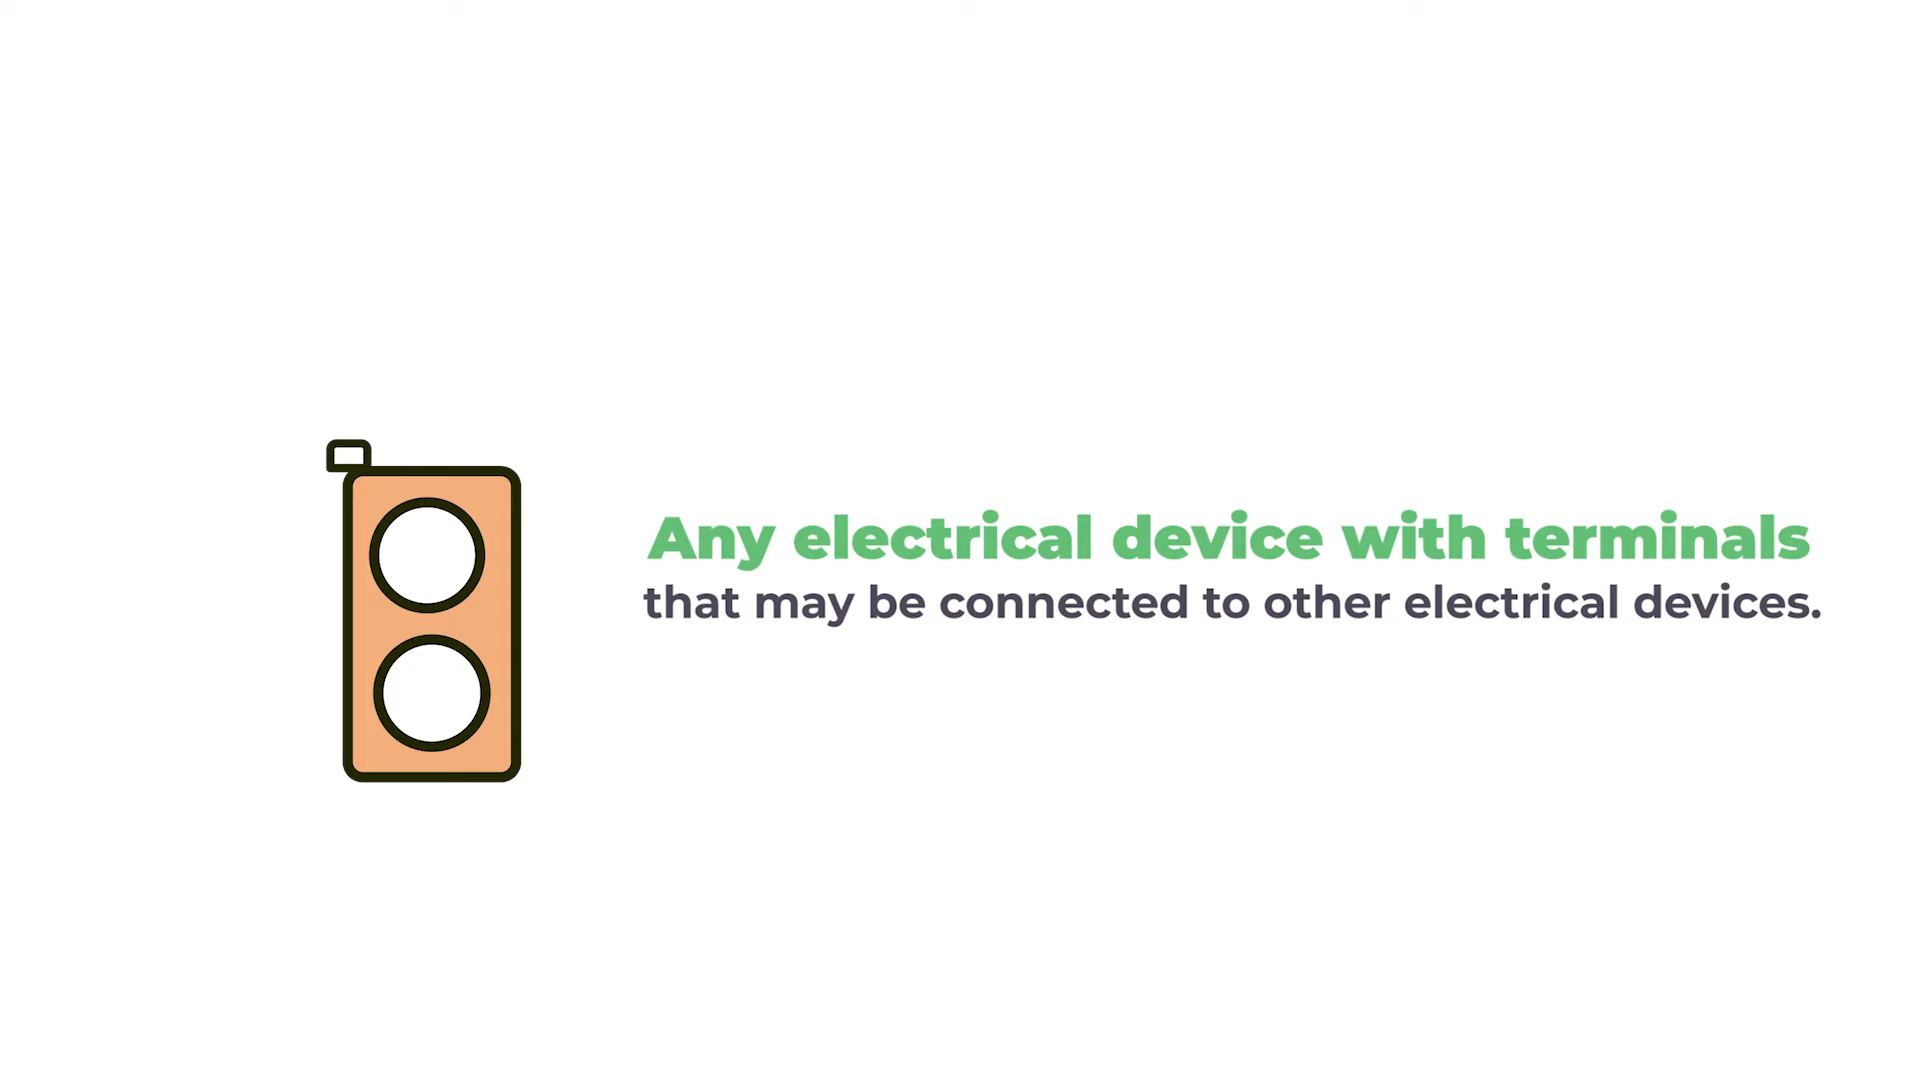 Any electrical device with terminals
that may be connected to other electrical devices.